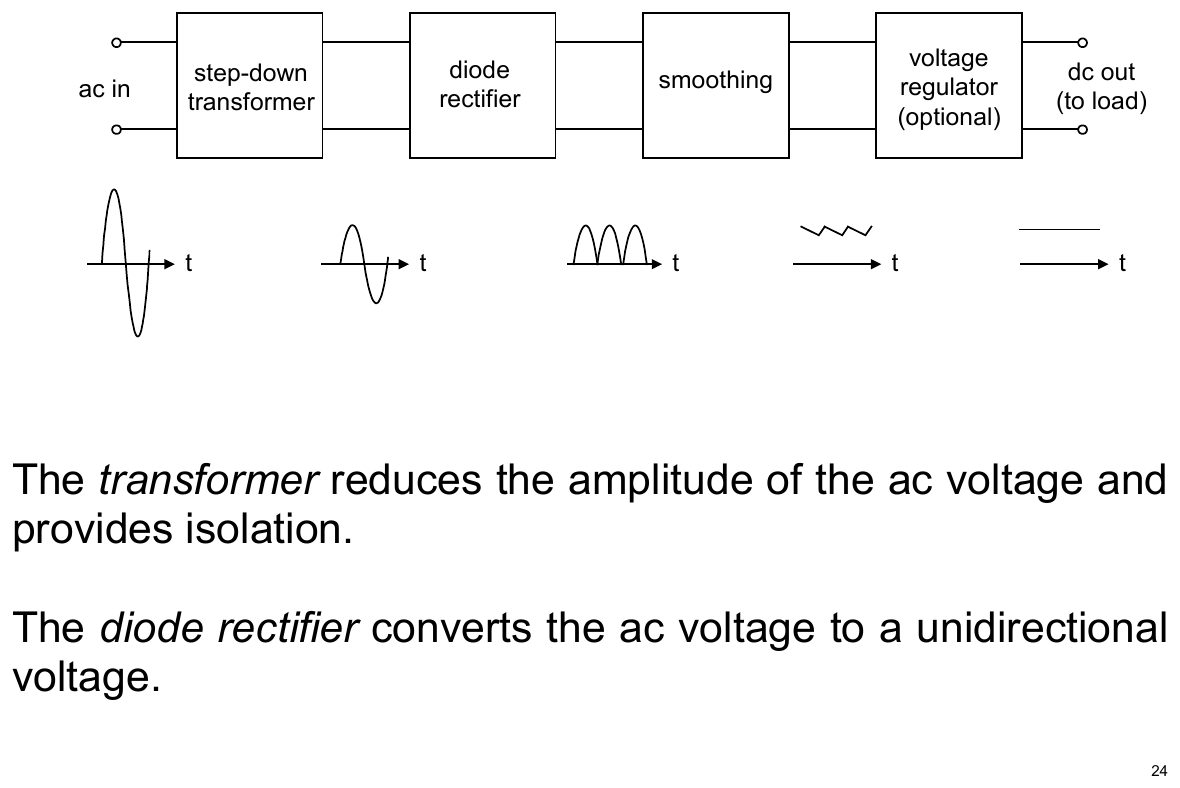 ac in
step-down
transformer
diode
rectifier
smoothing
voltage
regulator
(optional)
dc out
(to load)
t
t
t
t
t
The transformer reduces the amplitude of the ac voltage and
provides isolation.
The diode rectifier converts the ac voltage to a unidirectional
voltage.
24